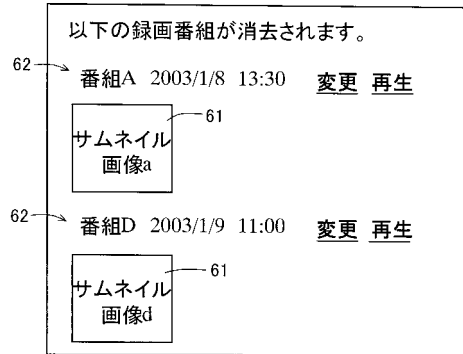 以下の録画番組が消去されます。
62
番組A 2003/1/8 13:30 変更 再生
61
サムネイル
画像a
62
番組D 2003/1/9 11:00 変更 再生
61
サムネイル
画像d